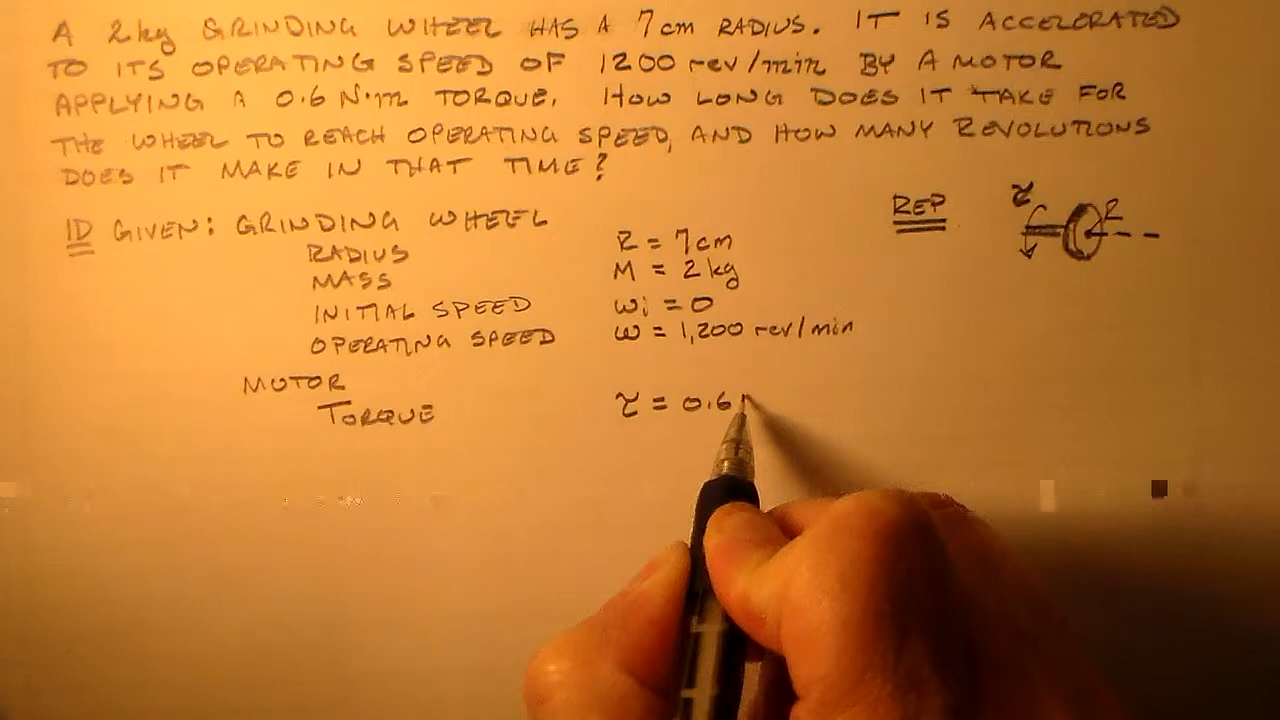 A 2kg GRINDING WHEEL HAS A 7cm RADIUS. IT IS ACCELERATED
TO ITS OPERATING SPEED OF 1200 rev/min BY A MOTOR
APPLYING A 0.6 N·m TORQUE. HOW LONG DOES IT TAKE FOR
THE WHEEL TO REACH OPERATING SPEED, AND HOW MANY REVOLUTIONS
DOES IT MAKE IN THAT TIME?
ID GIVEN: GRINDING WHEEL
RADIUS R = 7cm
MASS M = 2kg
INITIAL SPEED ωi = 0
OPERATING SPEED ω = 1,200 rev/min
MOTOR
TORQUE τ = 0.6
REP
τ R